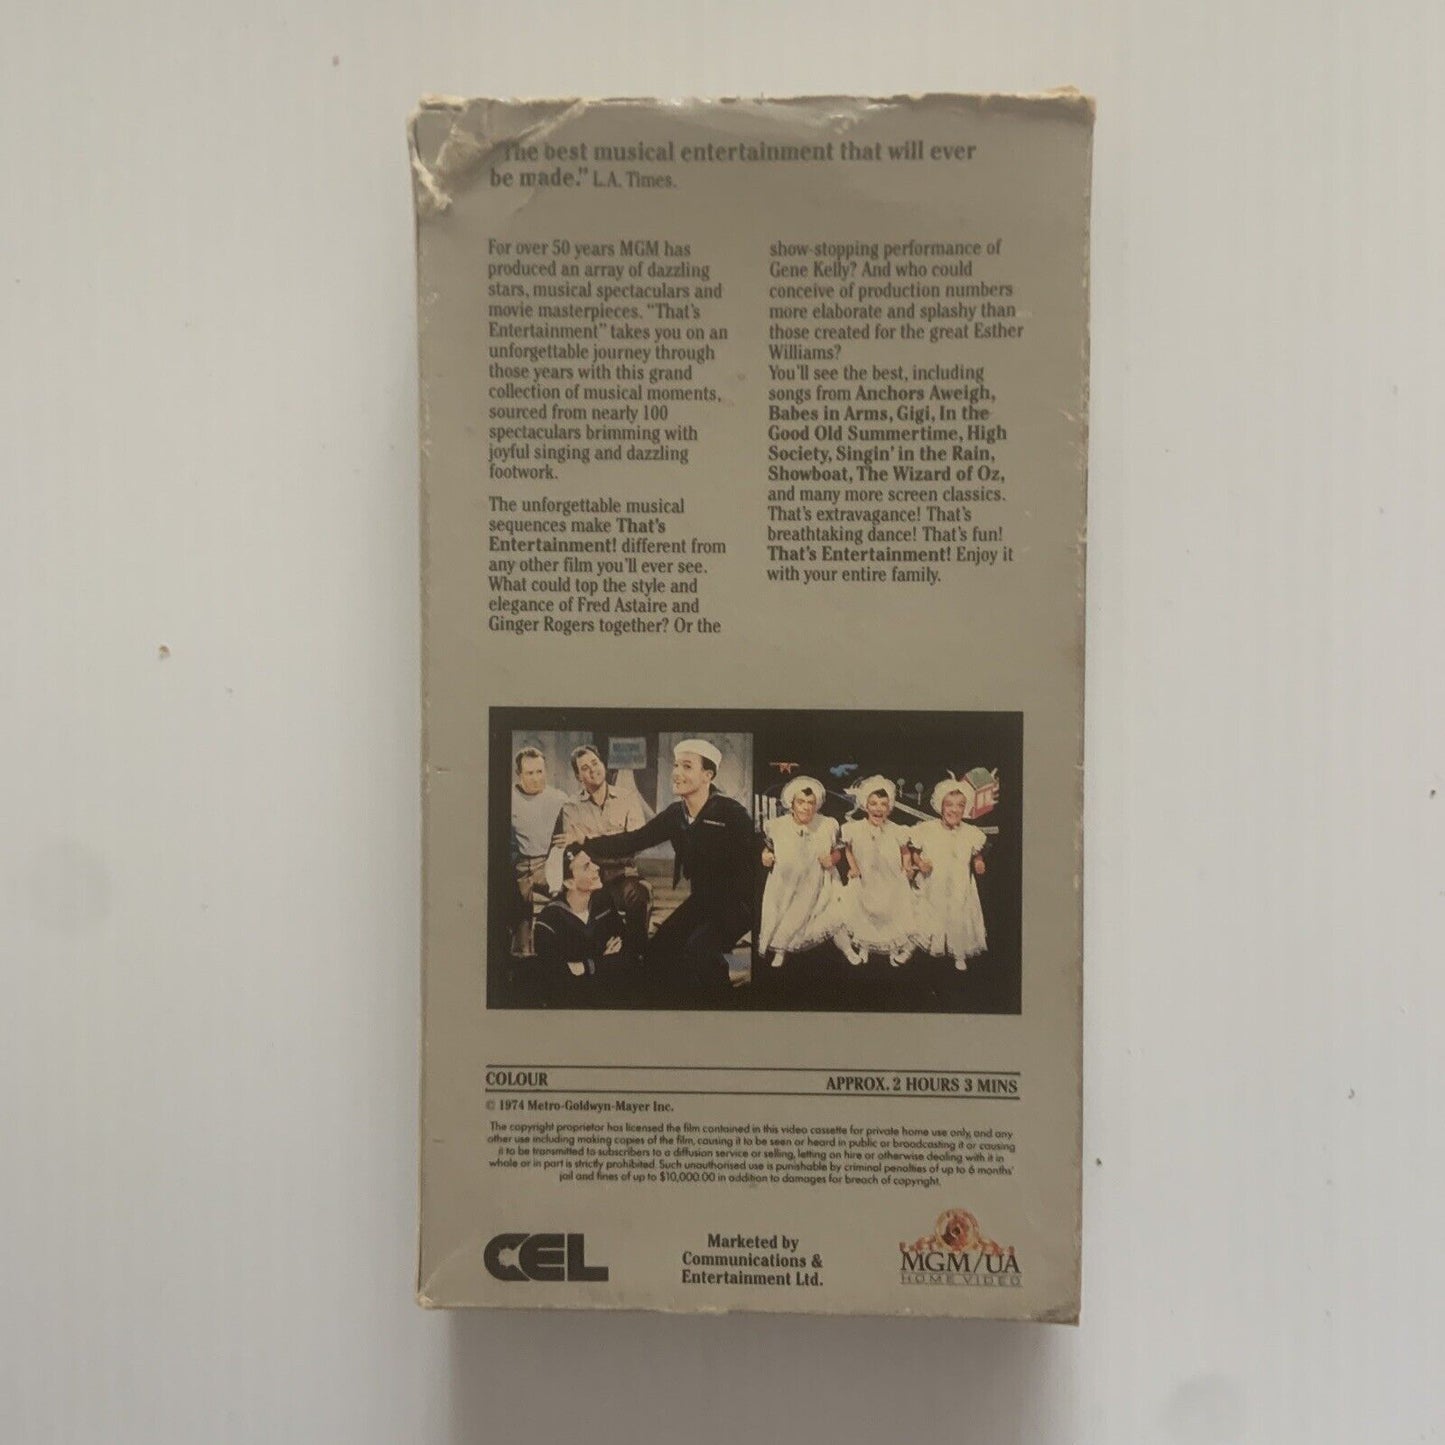 "The best musical entertainment that will ever
be made." L.A. Times.
For over 50 years MGM has
produced an array of dazzling
stars, musical spectaculars and
movie masterpieces. "That's
Entertainment" takes you on an
unforgettable journey through
those years with this grand
collection of musical moments,
sourced from nearly 100
spectaculars brimming with
joyful singing and dazzling
footwork.
The unforgettable musical
sequences make That's
Entertainment! different from
any other film you'll ever see.
What could top the style and
elegance of Fred Astaire and
Ginger Rogers together? Or the
show-stopping performance of
Gene Kelly? And who could
conceive of production numbers
more elaborate and splashy than
those created for the great Esther
Williams?
You'll see the best, including
songs from Anchors Aweigh,
Babes in Arms, Gigi, In the
Good Old Summertime, High
Society, Singin' in the Rain,
Showboat, The Wizard of Oz,
and many more screen classics.
That's extravagance! That's
breathtaking dance! That's fun!
That's Entertainment! Enjoy it
with your entire family.
COLOUR APPROX. 2 HOURS 3 MINS
© 1974 Metro-Goldwyn-Mayer Inc.
The copyright proprietor has licensed the film contained in this video cassette for private home use only, and any
other use including making copies of the film, causing it to be seen or heard in public or broadcasting it or causing
it to be transmitted to subscribers to a diffusion service or selling, letting on hire or otherwise dealing with it in
whole or in part is strictly prohibited. Such unauthorised use is punishable by criminal penalties of up to 6 months'
jail and fines of up to $10,000.00 in addition to damages for breach of copyright.
CEL
Marketed by
Communications &
Entertainment Ltd.
MGM/UA
HOME VIDEO